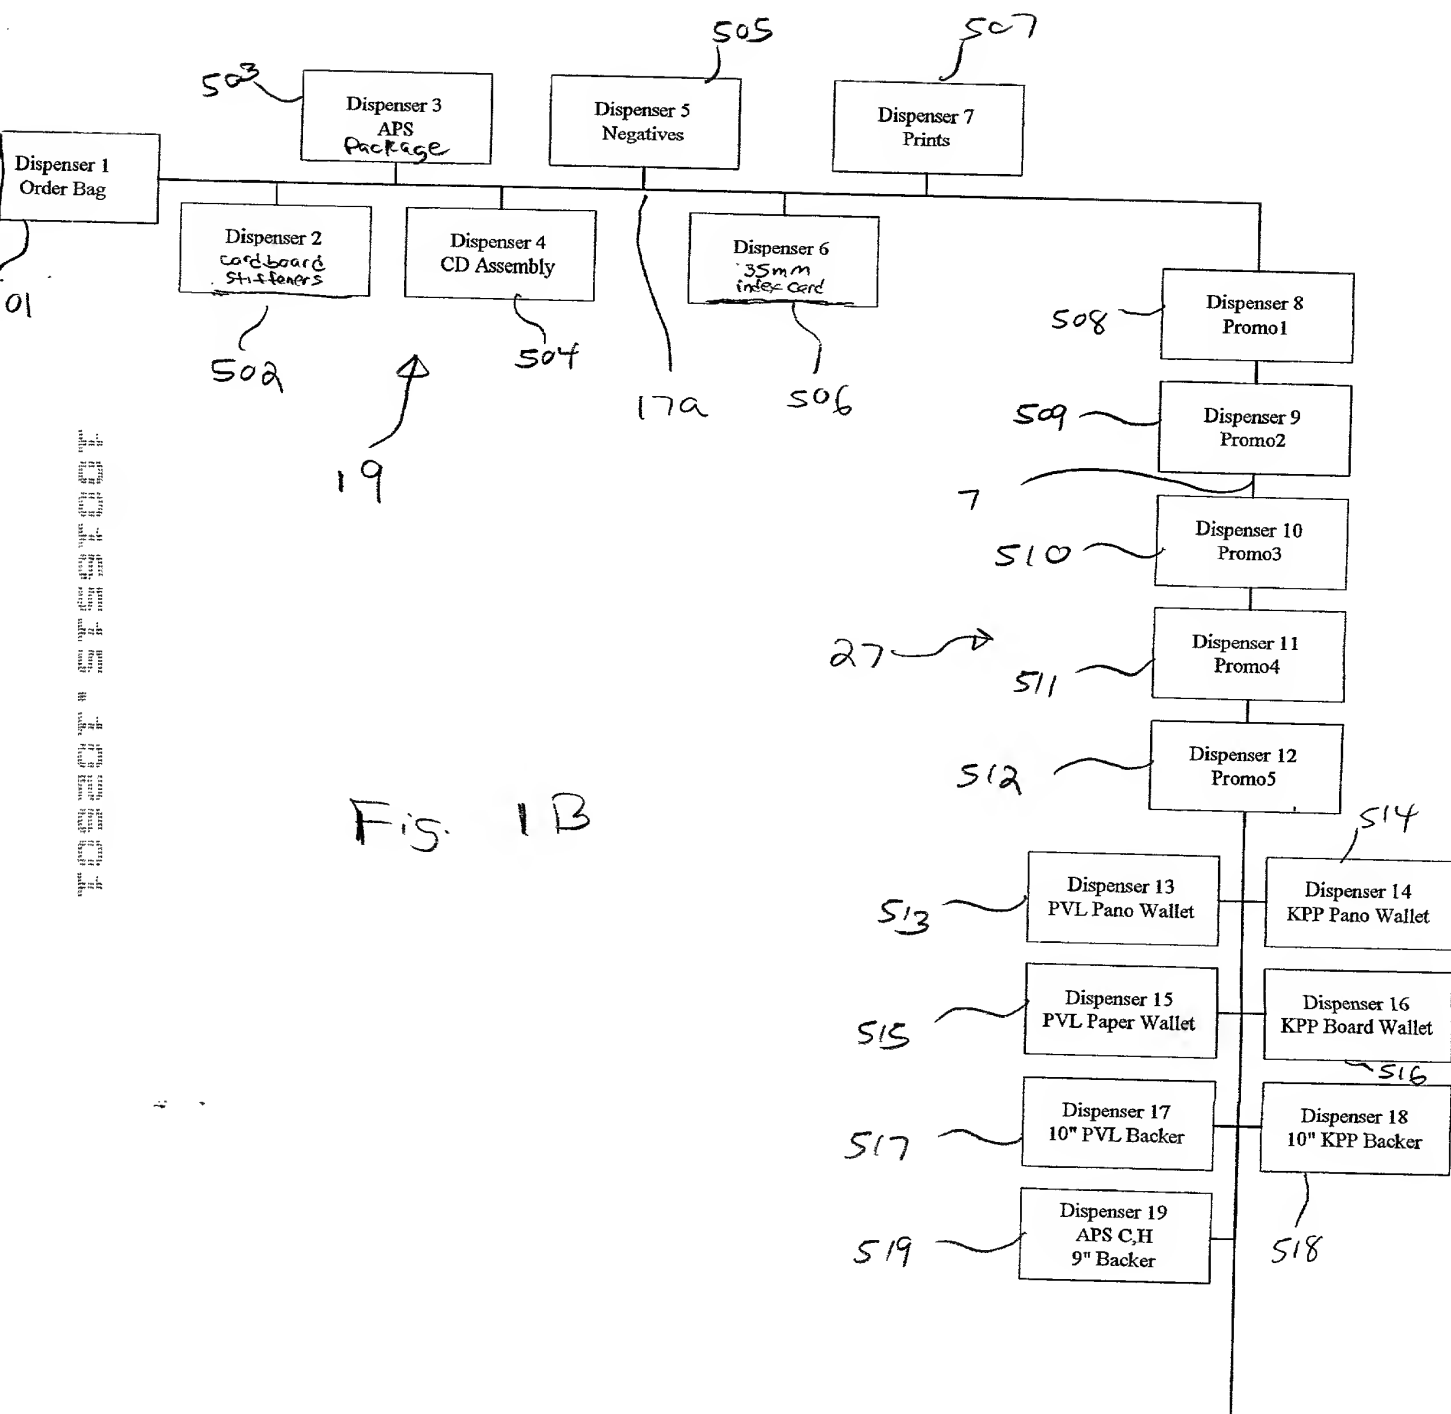 505
507
503
Dispenser 3
APS
Package
Dispenser 5
Negatives
Dispenser 7
Prints
Dispenser 1
Order Bag
Dispenser 2
cardboard
stiffeners
Dispenser 4
CD Assembly
Dispenser 6
35mm
index card
01
502
504
17a
506
19
Dispenser 8
Promo1
508
Dispenser 9
Promo2
509
7
Dispenser 10
Promo3
510
Dispenser 11
Promo4
27
511
Dispenser 12
Promo5
512
Fig. 1B
514
Dispenser 13
PVL Pano Wallet
Dispenser 14
KPP Pano Wallet
513
Dispenser 15
PVL Paper Wallet
Dispenser 16
KPP Board Wallet
515
516
Dispenser 17
10" PVL Backer
Dispenser 18
10" KPP Backer
517
Dispenser 19
APS C,H
9" Backer
519
518